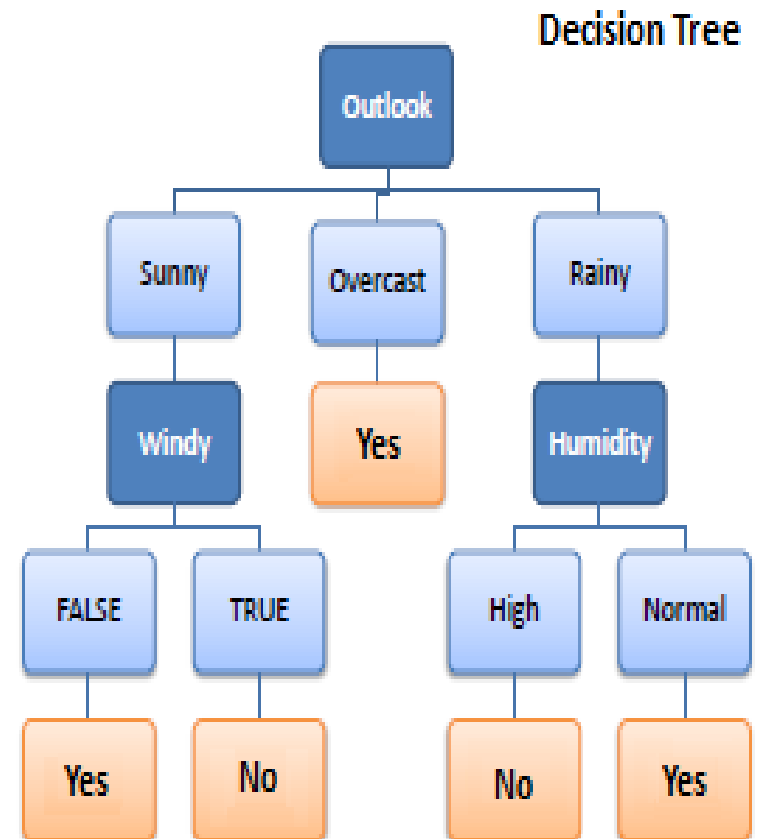 Decision Tree
Outlook
Sunny
Overcast
Rainy
Windy
Yes
Humidity
FALSE
TRUE
High
Normal
Yes
No
No
Yes